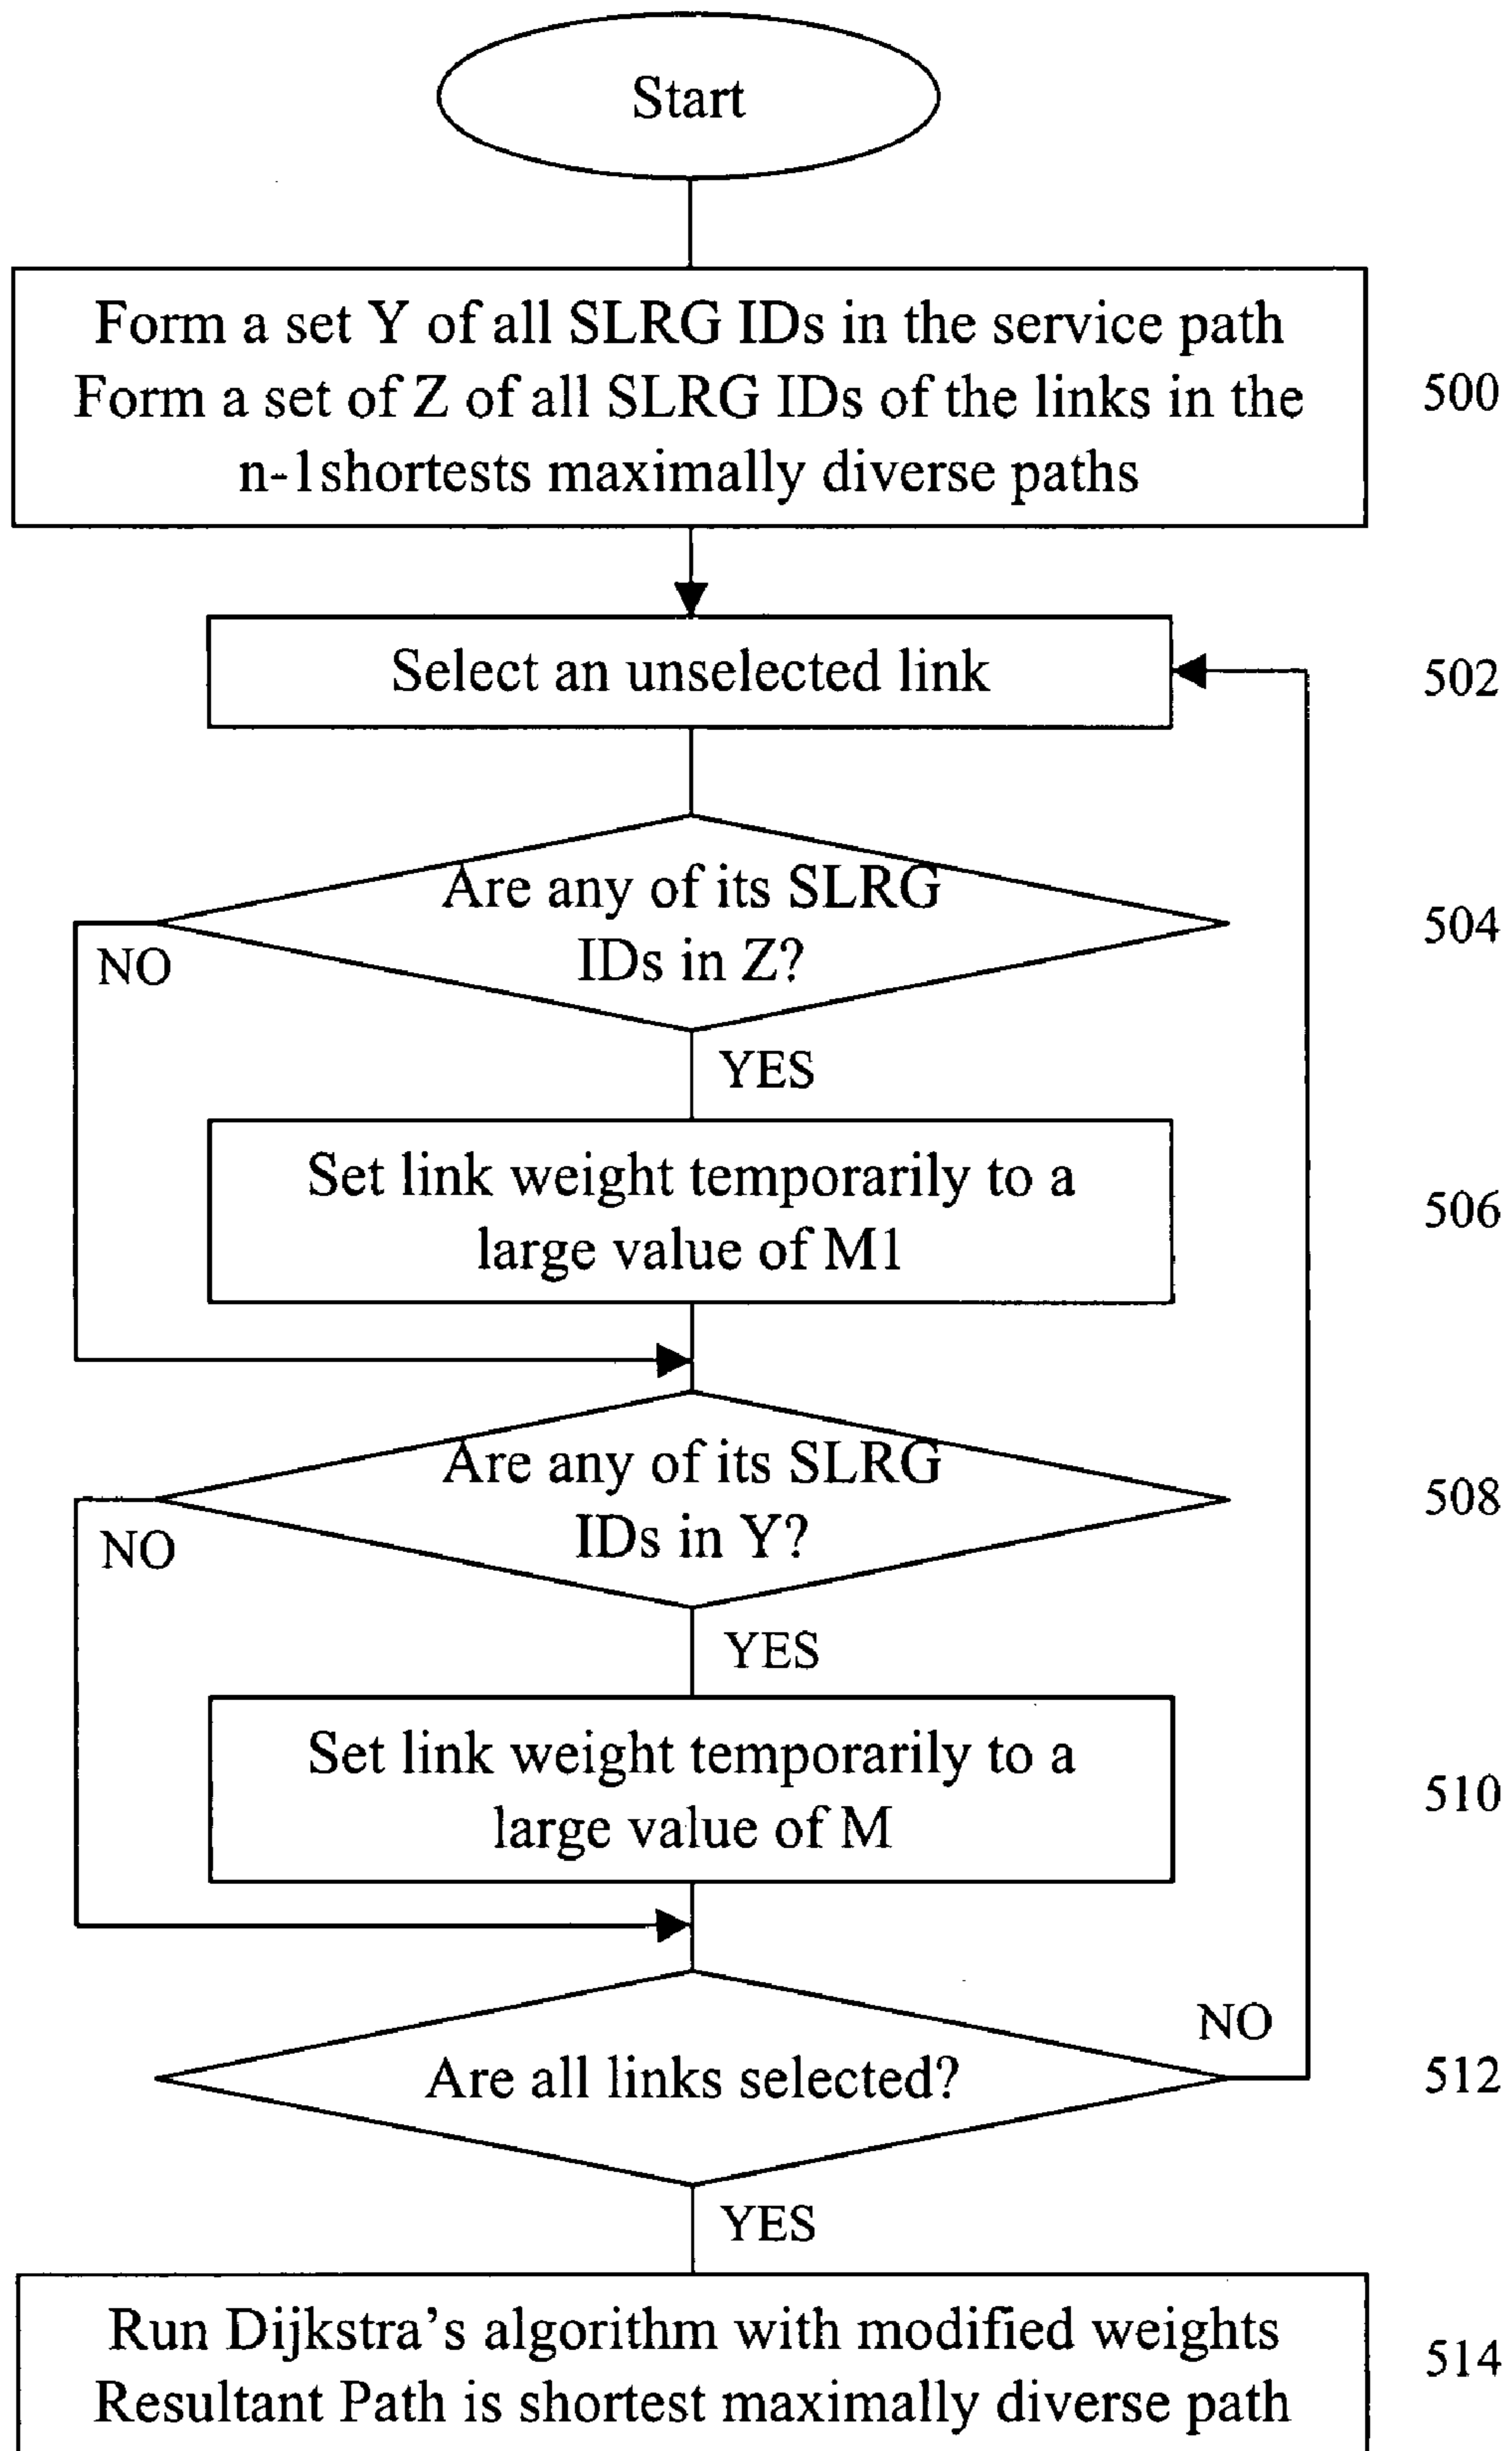 Start
Form a set Y of all SLRG IDs in the service path
Form a set of Z of all SLRG IDs of the links in the
n-1shortests maximally diverse paths
500
Select an unselected link
502
Are any of its SLRG
IDs in Z?
504
NO
YES
Set link weight temporarily to a
large value of M1
506
Are any of its SLRG
IDs in Y?
508
NO
YES
Set link weight temporarily to a
large value of M
510
NO
Are all links selected?
512
YES
Run Dijkstra's algorithm with modified weights
Resultant Path is shortest maximally diverse path
514